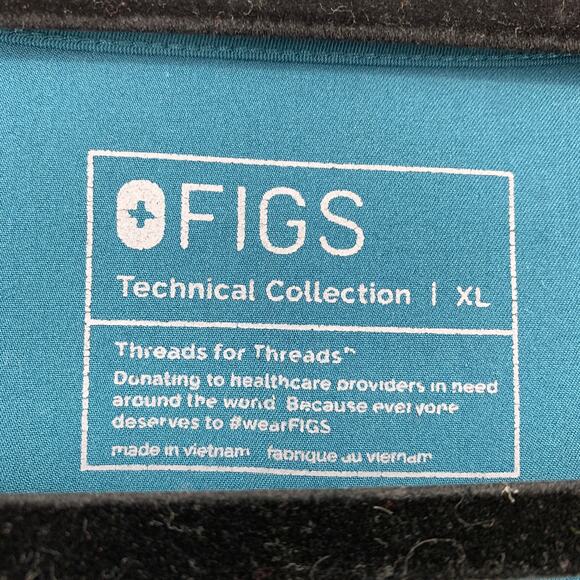 FIGS
Technical Collection | XL
Threads for Threads™
Donating to healthcare providers in need
around the world Because everyone
deserves to #wearFIGS
made in vietnam fabrique au vietnam